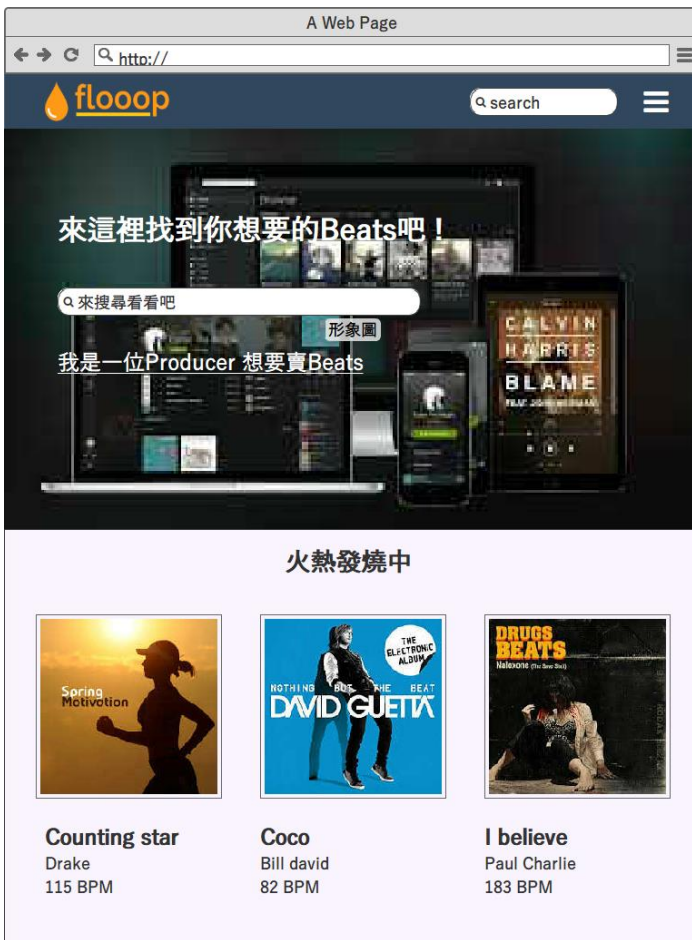 A Web Page
http://
flooop
search
來這裡找到你想要的Beats吧！
來搜尋看看吧
形象圖
我是一位Producer 想要賣Beats
CALVIN
HARRIS
BLAME
火熱發燒中
Spring
Motivation
THE
ELECTRONIC
ALBUM
NOTHING BUT THE BEAT
DAVID GUETTA
DRUGS
BEATS
Naloxone
Counting star
Drake
115 BPM
Coco
Bill david
82 BPM
I believe
Paul Charlie
183 BPM